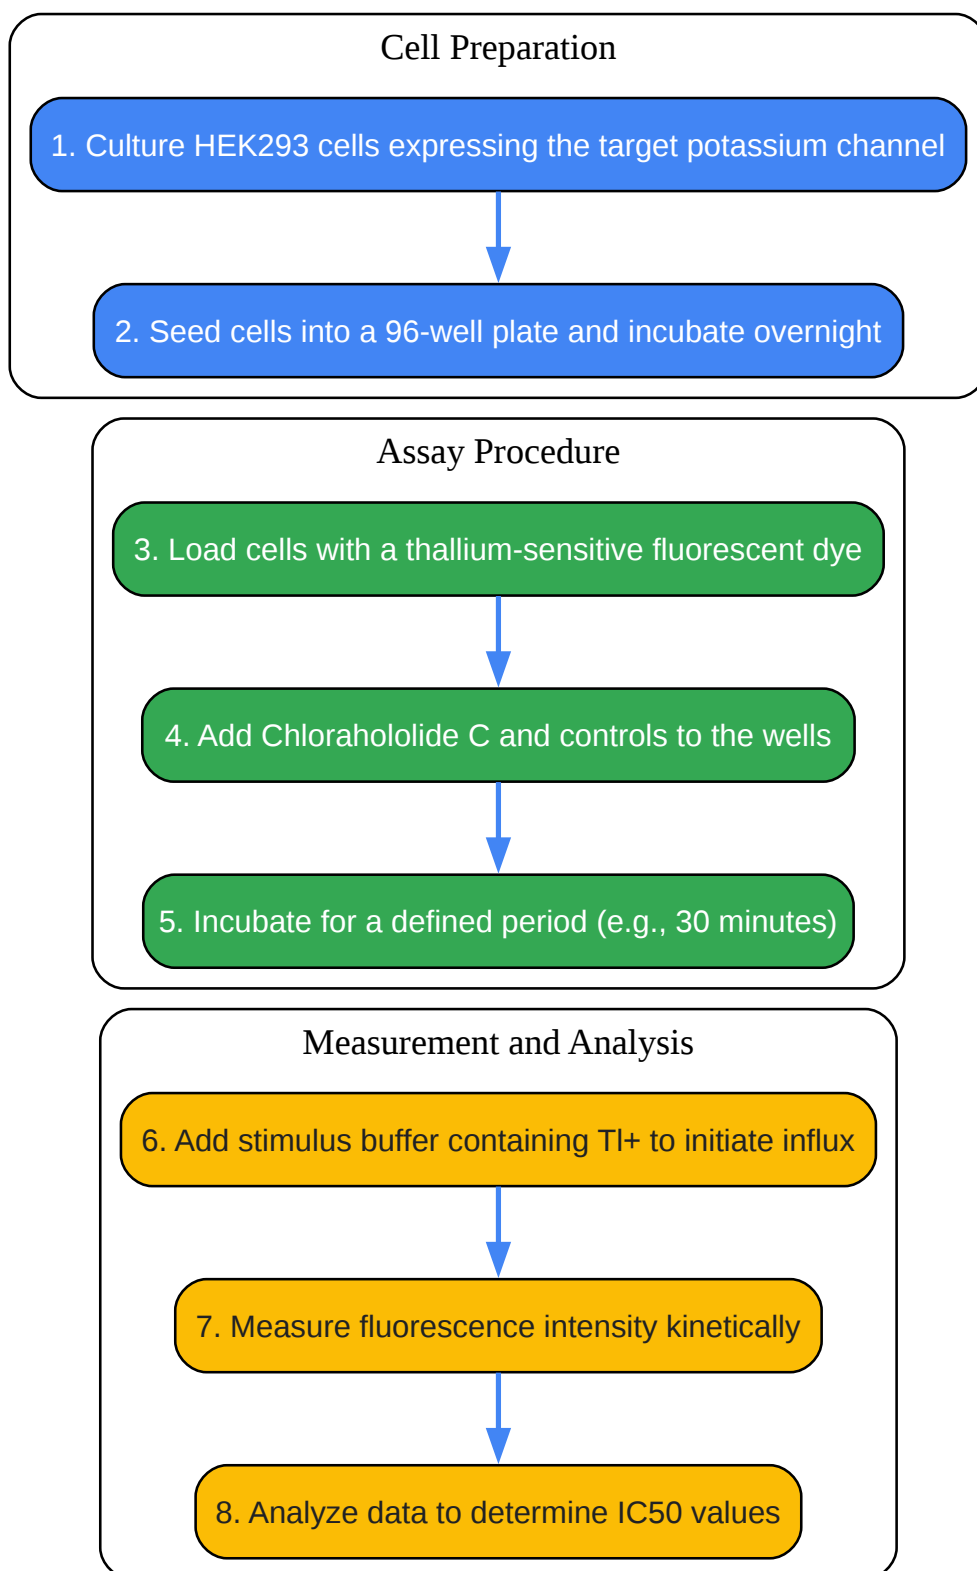 Cell Preparation
1. Culture HEK293 cells expressing the target potassium channel
2. Seed cells into a 96-well plate and incubate overnight
Assay Procedure
3. Load cells with a thallium-sensitive fluorescent dye
4. Add Chlorahololide C and controls to the wells
5. Incubate for a defined period (e.g., 30 minutes)
Measurement and Analysis
6. Add stimulus buffer containing Tl+ to initiate influx
7. Measure fluorescence intensity kinetically
8. Analyze data to determine IC50 values